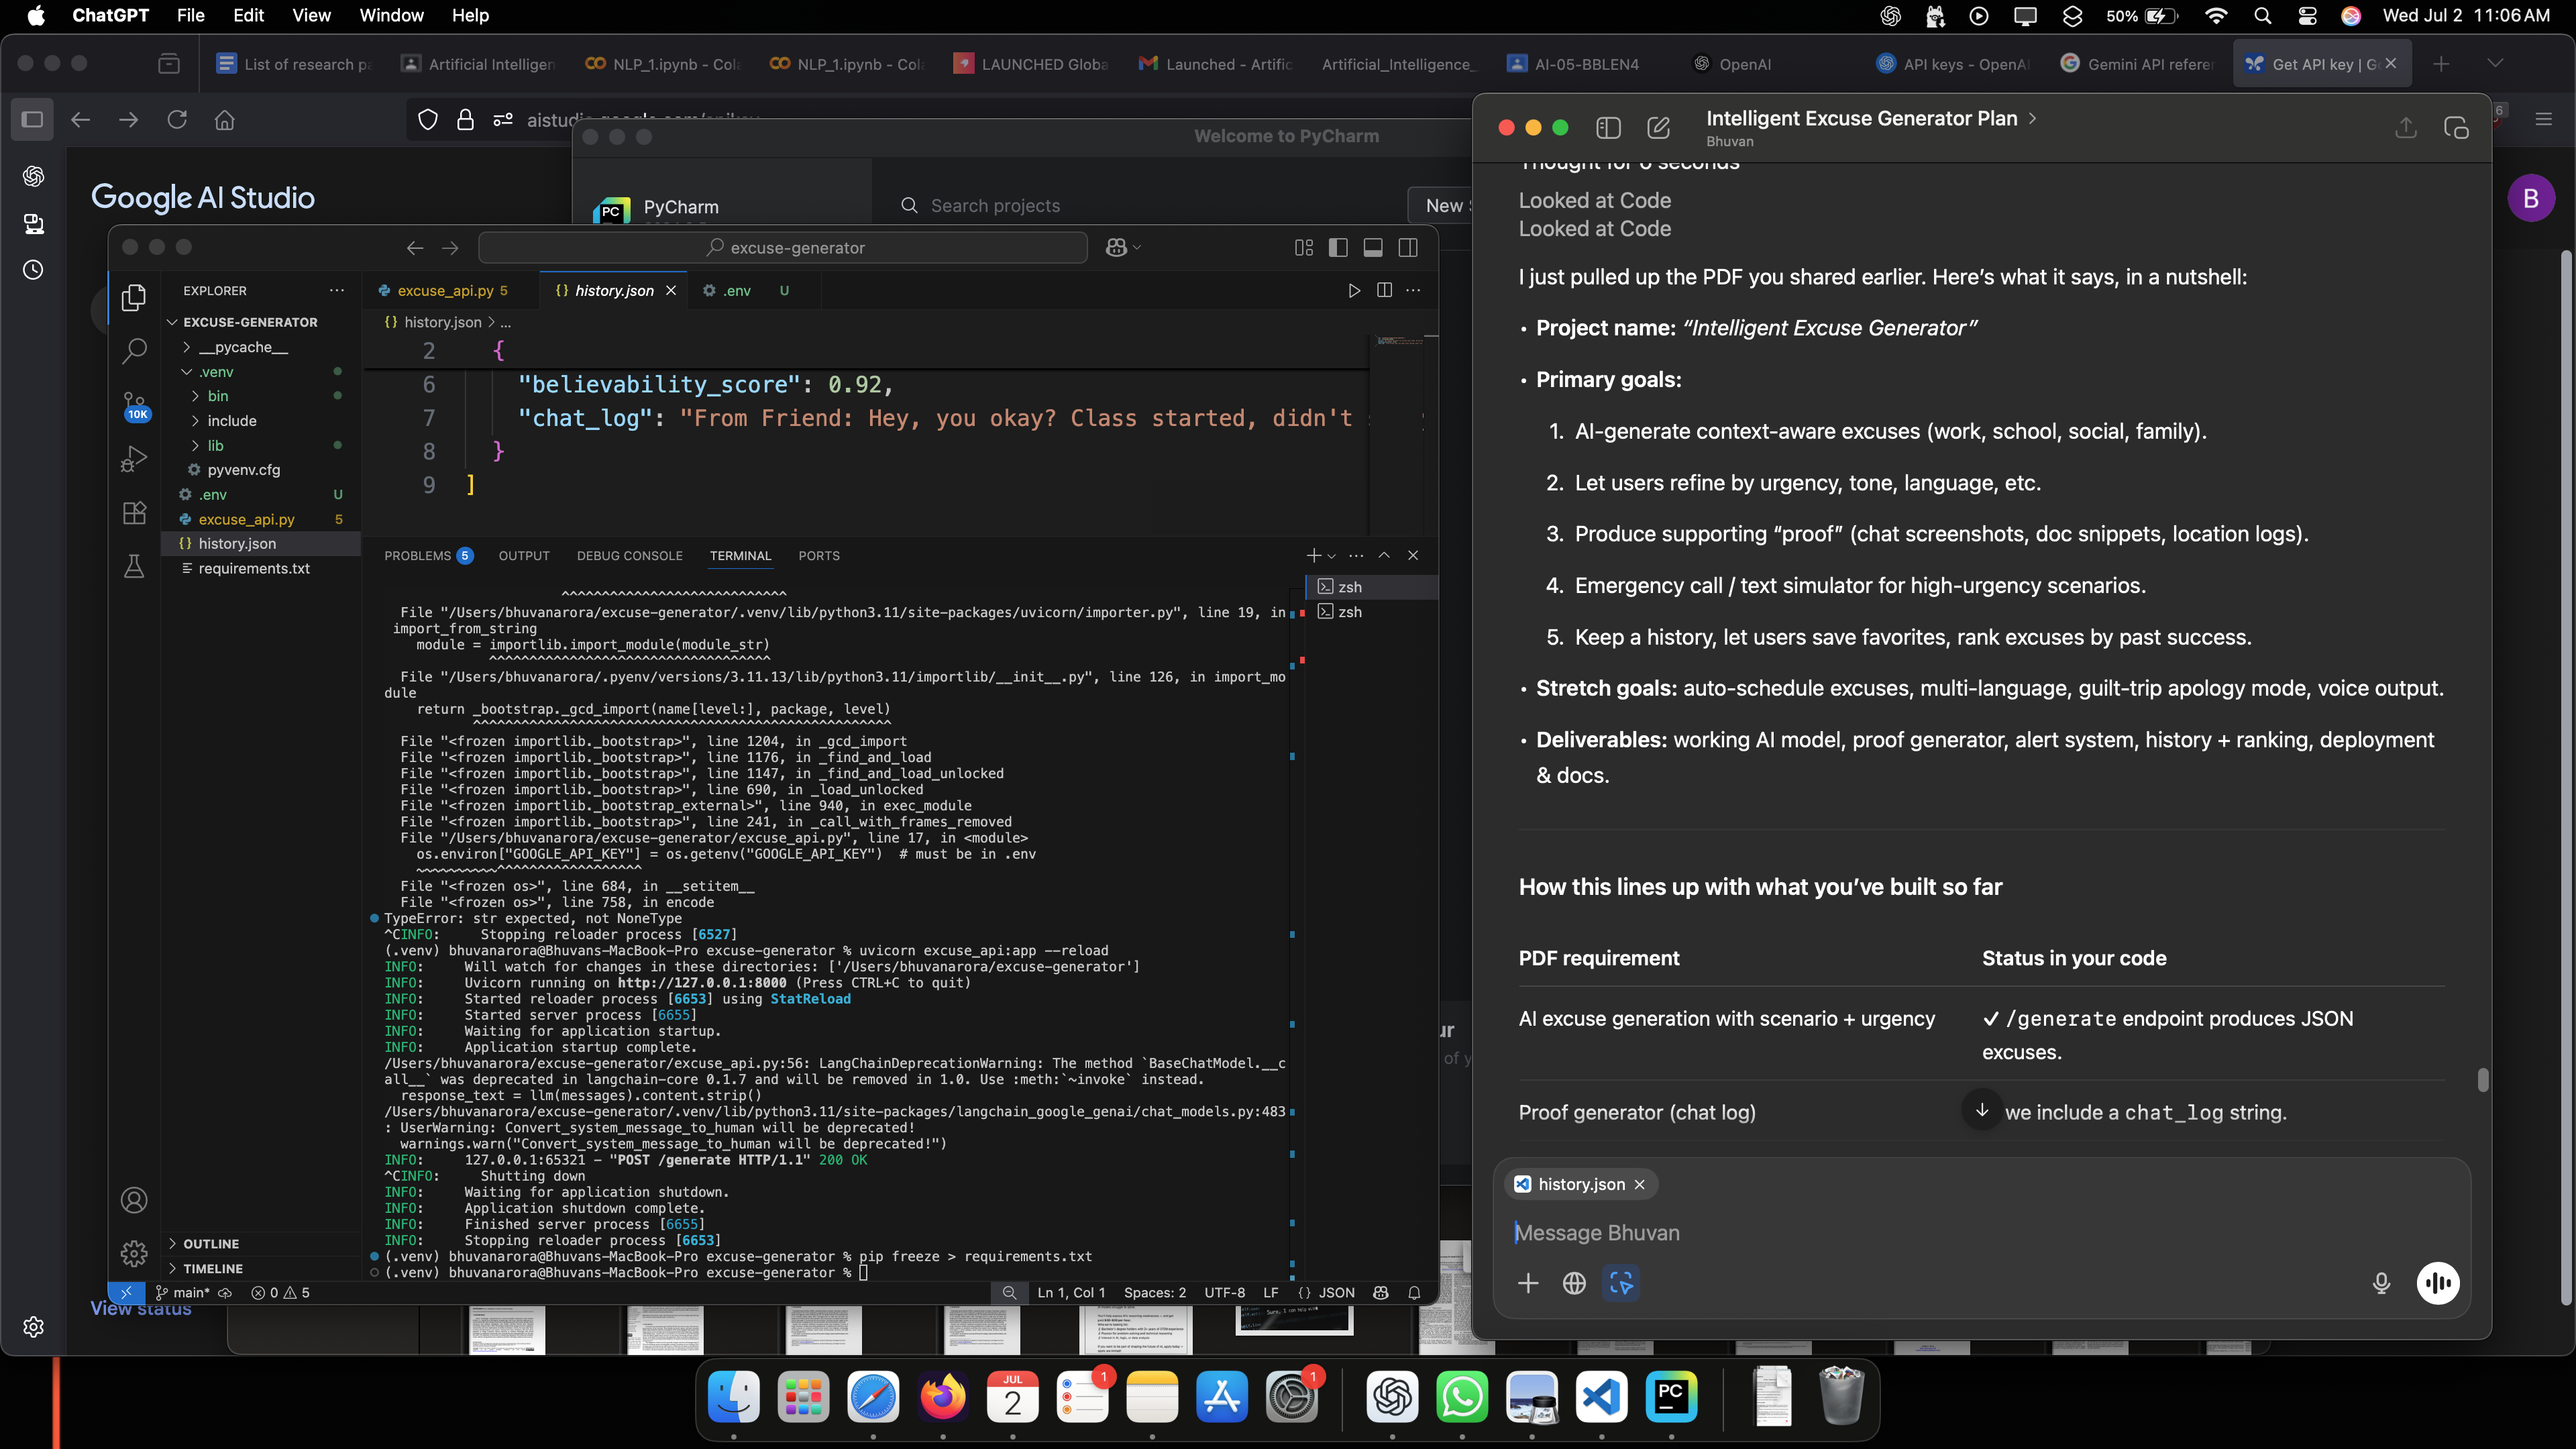 ChatGPT File Edit View Window Help
50% Wed Jul 2 11:06 AM
List of research pa
Artificial Intelligen
NLP_1.ipynb - Col
NLP_1.ipynb - Col
LAUNCHED Globa
Launched - Artific
Artificial_Intelligence_
AI-05-BBLEN4
OpenAI
API keys - OpenAI
Gemini API referen
Get API key | G
Google AI Studio
B
View status
Welcome to PyCharm
PC PyCharm
Search projects
New
excuse-generator
EXPLORER
EXCUSE-GENERATOR
__pycache__
.venv
bin
include
lib
pyvenv.cfg
.env U
excuse_api.py 5
history.json
requirements.txt
10K
OUTLINE
TIMELINE
excuse_api.py 5
{} history.json
.env U
{} history.json > ...
2 {
6 "believability_score": 0.92,
7 "chat_log": "From Friend: Hey, you okay? Class started, didn't
8 }
9 ]
PROBLEMS 5 OUTPUT DEBUG CONSOLE TERMINAL PORTS
zsh
zsh
^^^^^^^^^^^^^^^^^^^^^^^^^^^^
File "/Users/bhuvanarora/excuse-generator/.venv/lib/python3.11/site-packages/uvicorn/importer.py", line 19, in
import_from_string
module = importlib.import_module(module_str)
^^^^^^^^^^^^^^^^^^^^^^^^^^^^^^^^^^^
File "/Users/bhuvanarora/.pyenv/versions/3.11.13/lib/python3.11/importlib/__init__.py", line 126, in import_mo
dule
return _bootstrap._gcd_import(name[level:], package, level)
^^^^^^^^^^^^^^^^^^^^^^^^^^^^^^^^^^^^^^^^^^^^^^^^^^^^
File "<frozen importlib._bootstrap>", line 1204, in _gcd_import
File "<frozen importlib._bootstrap>", line 1176, in _find_and_load
File "<frozen importlib._bootstrap>", line 1147, in _find_and_load_unlocked
File "<frozen importlib._bootstrap>", line 690, in _load_unlocked
File "<frozen importlib._bootstrap_external>", line 940, in exec_module
File "<frozen importlib._bootstrap>", line 241, in _call_with_frames_removed
File "/Users/bhuvanarora/excuse-generator/excuse_api.py", line 17, in <module>
os.environ["GOOGLE_API_KEY"] = os.getenv("GOOGLE_API_KEY")  # must be in .env
~~~~~~~~~~^^^^^^^^^^^^^^^^^^
File "<frozen os>", line 684, in __setitem__
File "<frozen os>", line 758, in encode
TypeError: str expected, not NoneType
^CINFO: Stopping reloader process [6527]
(.venv) bhuvanarora@Bhuvans-MacBook-Pro excuse-generator % uvicorn excuse_api:app --reload
INFO: Will watch for changes in these directories: ['/Users/bhuvanarora/excuse-generator']
INFO: Uvicorn running on http://127.0.0.1:8000 (Press CTRL+C to quit)
INFO: Started reloader process [6653] using StatReload
INFO: Started server process [6655]
INFO: Waiting for application startup.
INFO: Application startup complete.
/Users/bhuvanarora/excuse-generator/excuse_api.py:56: LangChainDeprecationWarning: The method `BaseChatModel.__c
all__` was deprecated in langchain-core 0.1.7 and will be removed in 1.0. Use :meth:`~invoke` instead.
response_text = llm(messages).content.strip()
/Users/bhuvanarora/excuse-generator/.venv/lib/python3.11/site-packages/langchain_google_genai/chat_models.py:483
: UserWarning: Convert_system_message_to_human will be deprecated!
warnings.warn("Convert_system_message_to_human will be deprecated!")
INFO: 127.0.0.1:65321 - "POST /generate HTTP/1.1" 200 OK
^CINFO: Shutting down
INFO: Waiting for application shutdown.
INFO: Application shutdown complete.
INFO: Finished server process [6655]
INFO: Stopping reloader process [6653]
(.venv) bhuvanarora@Bhuvans-MacBook-Pro excuse-generator % pip freeze > requirements.txt
(.venv) bhuvanarora@Bhuvans-MacBook-Pro excuse-generator %
main* 0 5 Ln 1, Col 1 Spaces: 2 UTF-8 LF {} JSON
Intelligent Excuse Generator Plan >
Bhuvan
Thought for 6 seconds
Looked at Code
Looked at Code
I just pulled up the PDF you shared earlier. Here's what it says, in a nutshell:
• Project name: “Intelligent Excuse Generator”
• Primary goals:
1. AI-generate context-aware excuses (work, school, social, family).
2. Let users refine by urgency, tone, language, etc.
3. Produce supporting “proof” (chat screenshots, doc snippets, location logs).
4. Emergency call / text simulator for high-urgency scenarios.
5. Keep a history, let users save favorites, rank excuses by past success.
• Stretch goals: auto-schedule excuses, multi-language, guilt-trip apology mode, voice output.
• Deliverables: working AI model, proof generator, alert system, history + ranking, deployment
& docs.
How this lines up with what you’ve built so far
PDF requirement Status in your code
AI excuse generation with scenario + urgency ✓ /generate endpoint produces JSON
excuses.
Proof generator (chat log) we include a chat_log string.
history.json
Message Bhuvan
JUL
2
1
1
PC